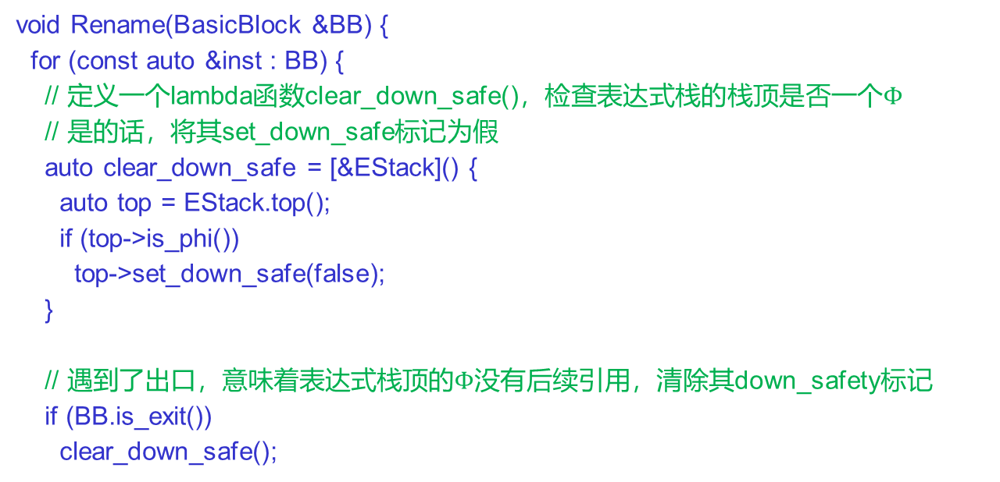 void Rename(BasicBlock &BB) {
for (const auto &inst : BB) {
// 定义一个lambda函数clear_down_safe()，检查表达式栈的栈顶是否一个Φ
// 是的话，将其set_down_safe标记为假
auto clear_down_safe = [&EStack]() {
auto top = EStack.top();
if (top->is_phi())
top->set_down_safe(false);
}
// 遇到了出口，意味着表达式栈顶的Φ没有后续引用，清除其down_safety标记
if (BB.is_exit())
clear_down_safe();